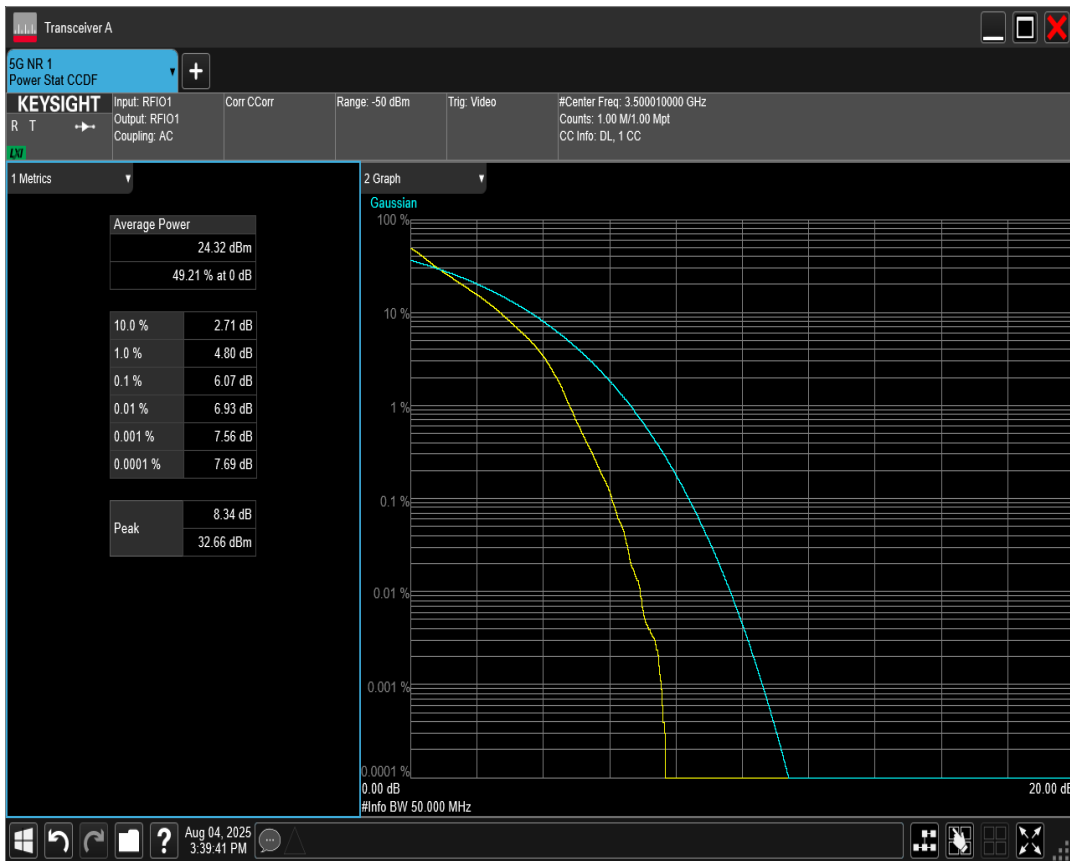 Transceiver A
5G NR 1
Power Stat CCDF
KEYSIGHT
R T
LXI
Input: RFIO1
Output: RFIO1
Coupling: AC
Corr CCorr
Range: -50 dBm
Trig: Video
#Center Freq: 3.500010000 GHz
Counts: 1.00 M/1.00 Mpt
CC Info: DL, 1 CC
1 Metrics
Average Power
24.32 dBm
49.21 % at 0 dB
10.0 % 2.71 dB
1.0 % 4.80 dB
0.1 % 6.07 dB
0.01 % 6.93 dB
0.001 % 7.56 dB
0.0001 % 7.69 dB
Peak 8.34 dB
32.66 dBm
2 Graph
Gaussian
100 %
10 %
1 %
0.1 %
0.01 %
0.001 %
0.0001 %
0.00 dB 20.00 dB
#Info BW 50.000 MHz
Aug 04, 2025
3:39:41 PM